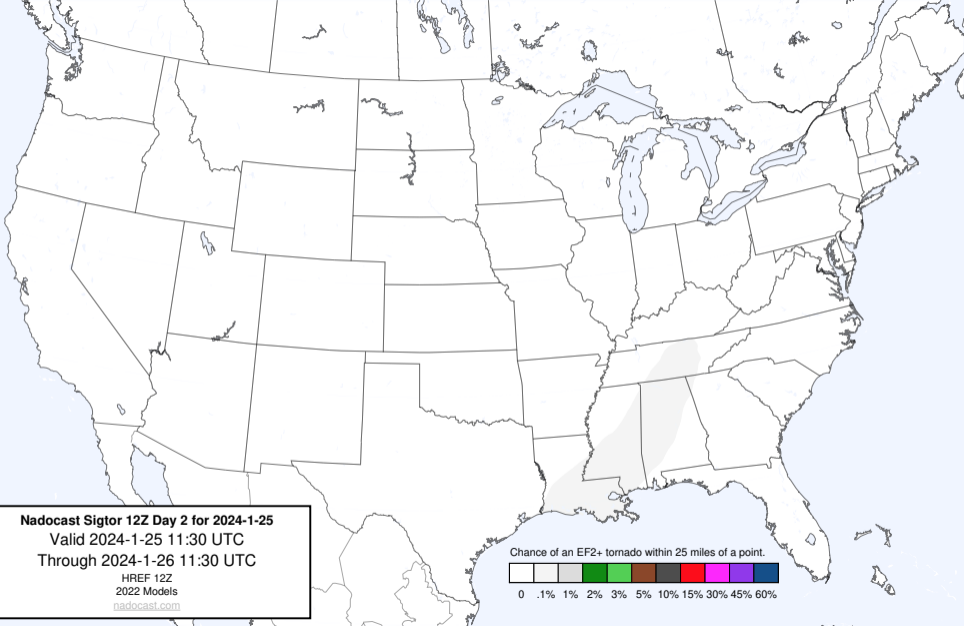 Nadocast Sigtor 12Z Day 2 for 2024-1-25
Valid 2024-1-25 11:30 UTC
Through 2024-1-26 11:30 UTC
HREF 12Z
2022 Models
nadocast.com
Chance of an EF2+ tornado within 25 miles of a point.
0 .1% 1% 2% 3% 5% 10% 15% 30% 45% 60%